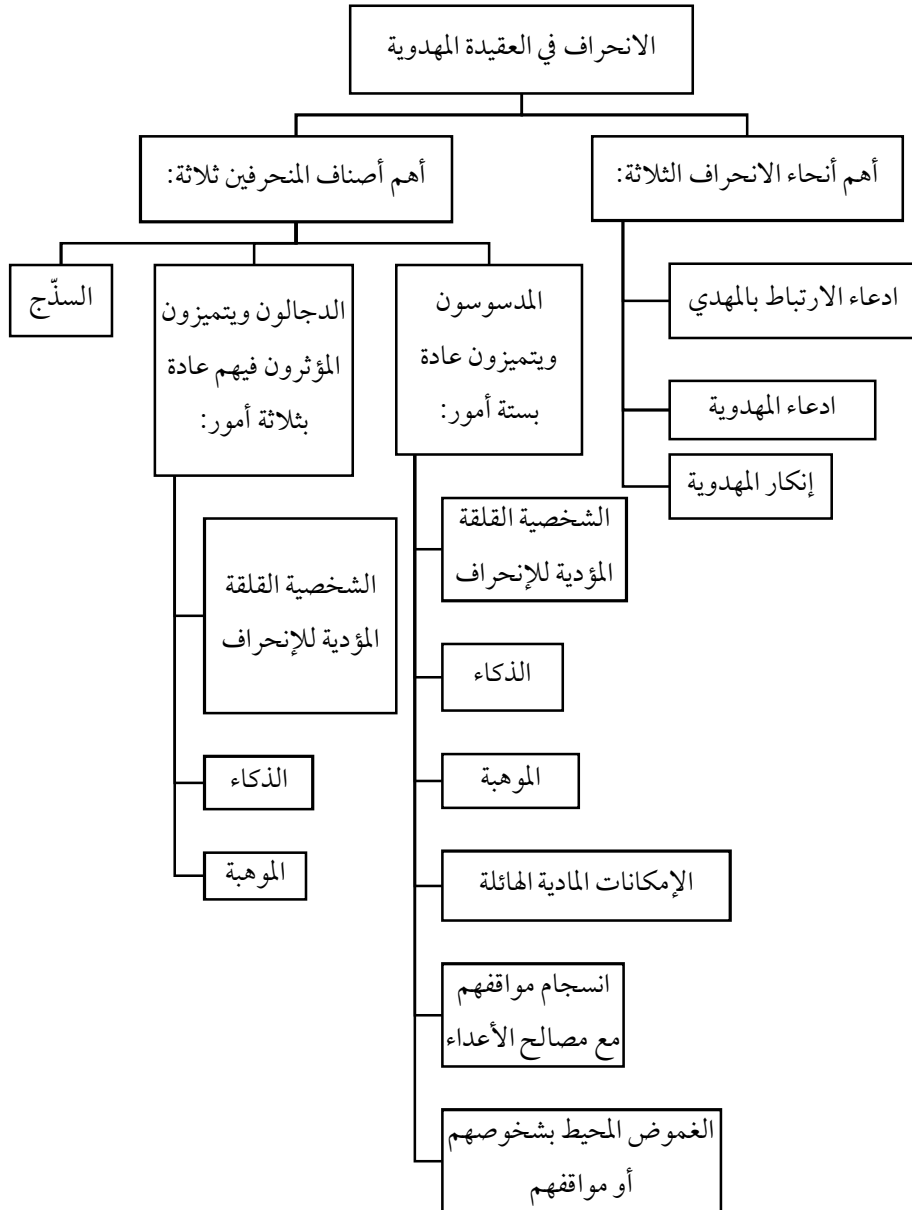 الانحراف في العقيدة المهدوية
أهم أنحاء الانحراف الثلاثة:
ادعاء الارتباط بالمهدي
ادعاء المهدوية
إنكار المهدوية
أهم أصناف المنحرفين ثلاثة:
المدسوسون
ويتميزون عادة
بستة أمور:
الشخصية القلقة
المؤدية للإنحراف
الذكاء
الموهبة
الإمكانات المادية الهائلة
انسجام مواقفهم
مع مصالح الأعداء
الغموض المحيط بشخوصهم
أو مواقفهم
الدجالون ويتميزون
المؤثرون فيهم عادة
بثلاثة أمور:
الشخصية القلقة
المؤدية للإنحراف
الذكاء
الموهبة
السذّج